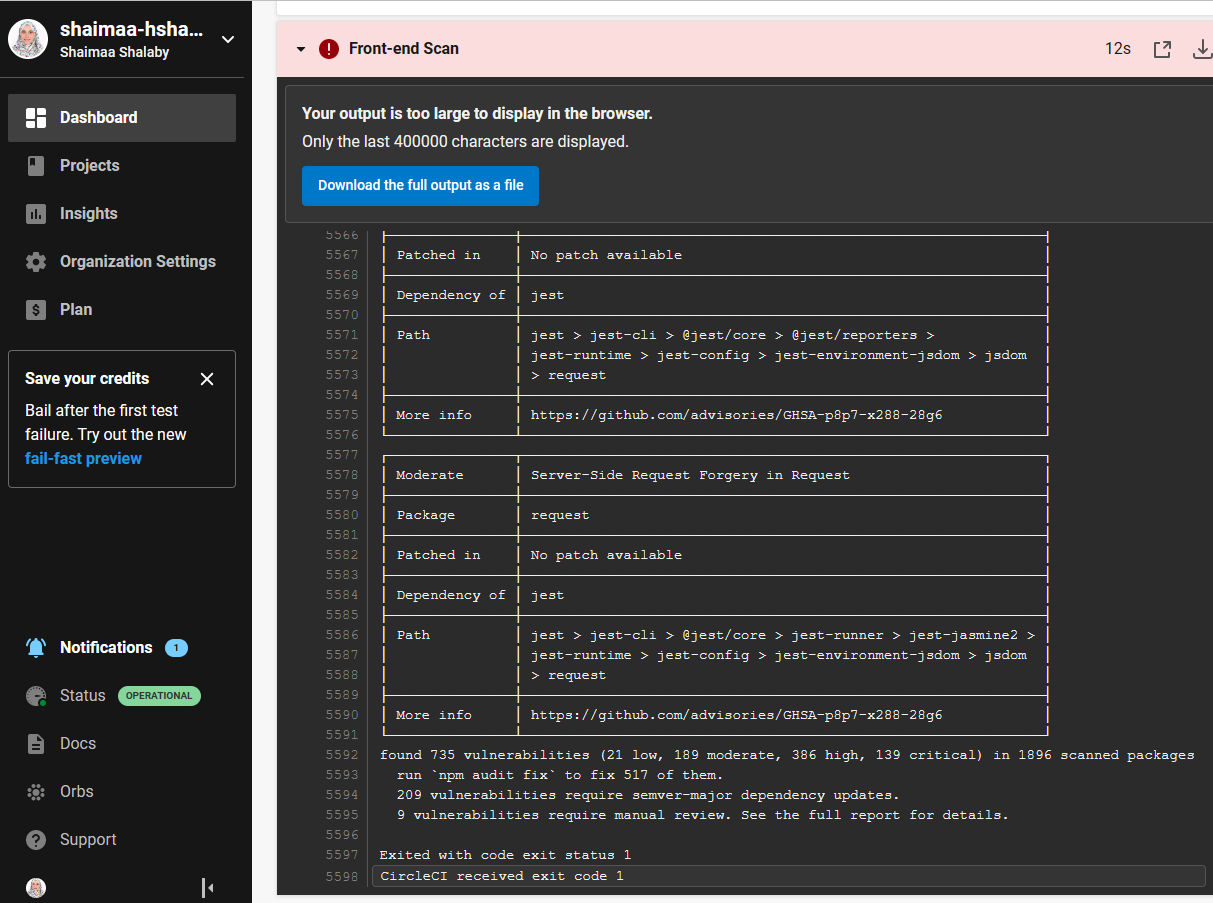 shaimaa-hsha...
Shaimaa Shalaby
Dashboard
Projects
Insights
Organization Settings
Plan
Save your credits
Bail after the first test
failure. Try out the new
fail-fast preview
Notifications 1
Status OPERATIONAL
Docs
Orbs
Support
Front-end Scan 12s
Your output is too large to display in the browser.
Only the last 400000 characters are displayed.
Download the full output as a file
5566
5567 Patched in No patch available
5568
5569 Dependency of jest
5570
5571 Path jest > jest-cli > @jest/core > @jest/reporters >
5572 jest-runtime > jest-config > jest-environment-jsdom > jsdom
5573 > request
5574
5575 More info https://github.com/advisories/GHSA-p8p7-x288-28g6
5576
5577
5578 Moderate Server-Side Request Forgery in Request
5579
5580 Package request
5581
5582 Patched in No patch available
5583
5584 Dependency of jest
5585
5586 Path jest > jest-cli > @jest/core > jest-runner > jest-jasmine2 >
5587 jest-runtime > jest-config > jest-environment-jsdom > jsdom
5588 > request
5589
5590 More info https://github.com/advisories/GHSA-p8p7-x288-28g6
5591
5592 found 735 vulnerabilities (21 low, 189 moderate, 386 high, 139 critical) in 1896 scanned packages
5593 run `npm audit fix` to fix 517 of them.
5594 209 vulnerabilities require semver-major dependency updates.
5595 9 vulnerabilities require manual review. See the full report for details.
5596
5597 Exited with code exit status 1
5598 CircleCI received exit code 1